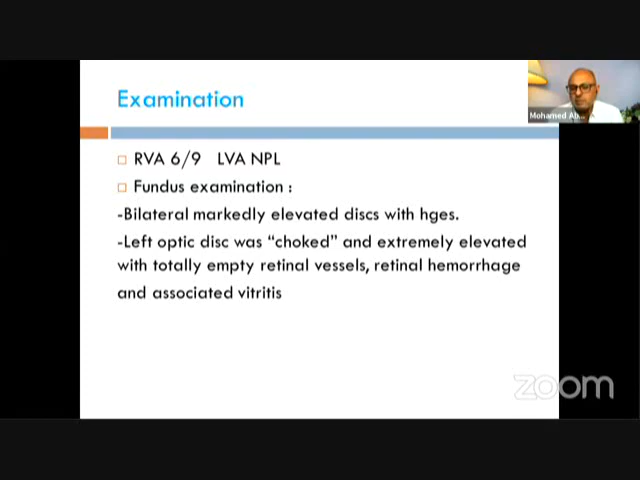 Examination
Mohamed Ab...
RVA 6/9 LVA NPL
Fundus examination :
-Bilateral markedly elevated discs with hges.
-Left optic disc was “choked” and extremely elevated
with totally empty retinal vessels, retinal hemorrhage
and associated vitritis
zoom